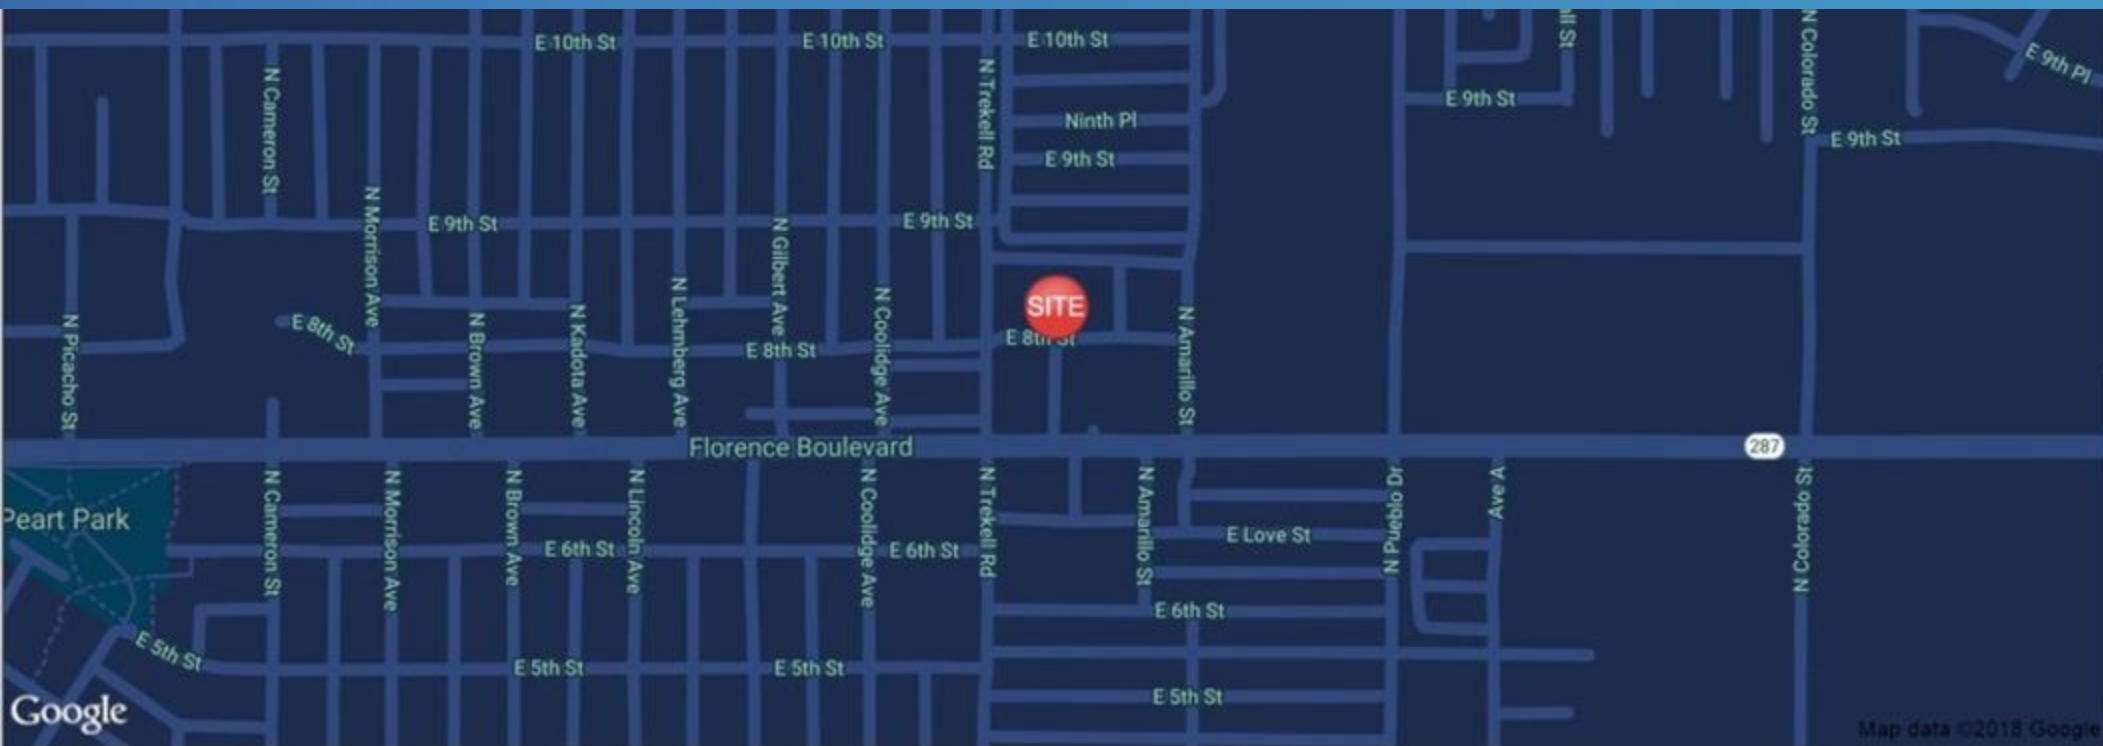 E 10th St
E 10th St
E 10th St
ll St
N Colorado St
E 9th Pl
N Cameron St
N Trekell Rd
E 9th St
Ninth Pl
E 9th St
E 9th St
N Morrison Ave
E 9th St
E 9th St
N Gilbert Ave
N Picacho St
E 8th St
N Brown Ave
N Kadota Ave
N Lehmberg Ave
E 8th St
N Coolidge Ave
SITE
E 8th St
N Amarillo St
Florence Boulevard
287
Peart Park
N Cameron St
N Morrison Ave
N Brown Ave
N Lincoln Ave
N Coolidge Ave
N Trekell Rd
N Amarillo St
E Love St
N Pueblo Dr
Ave A
N Colorado St
E 6th St
E 6th St
E 6th St
E 5th St
E 5th St
E 5th St
E 5th St
Google
Map data ©2018 Google